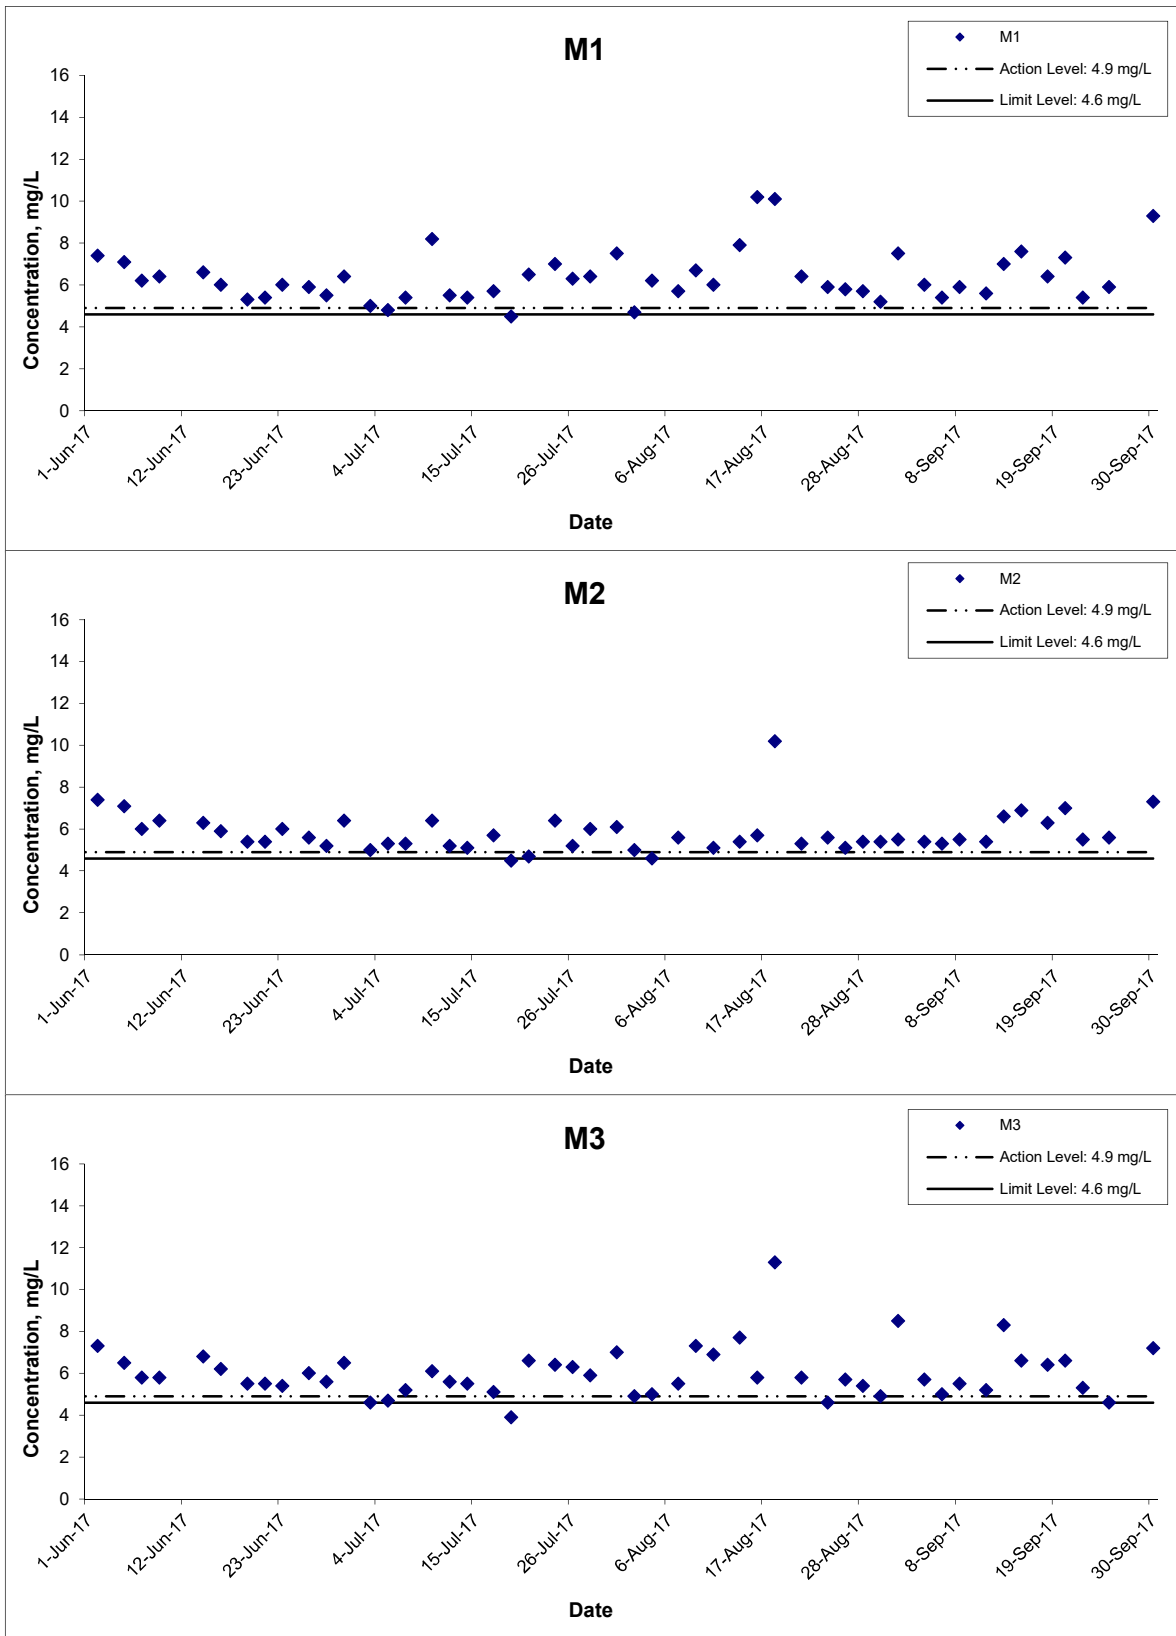 M1
M1
Action Level: 4.9 mg/L
Limit Level: 4.6 mg/L
Concentration, mg/L
16
14
12
10
8
6
4
2
0
1-Jun-17
12-Jun-17
23-Jun-17
4-Jul-17
15-Jul-17
26-Jul-17
6-Aug-17
17-Aug-17
28-Aug-17
8-Sep-17
19-Sep-17
30-Sep-17
Date
M2
M2
Action Level: 4.9 mg/L
Limit Level: 4.6 mg/L
Concentration, mg/L
16
14
12
10
8
6
4
2
0
1-Jun-17
12-Jun-17
23-Jun-17
4-Jul-17
15-Jul-17
26-Jul-17
6-Aug-17
17-Aug-17
28-Aug-17
8-Sep-17
19-Sep-17
30-Sep-17
Date
M3
M3
Action Level: 4.9 mg/L
Limit Level: 4.6 mg/L
Concentration, mg/L
16
14
12
10
8
6
4
2
0
1-Jun-17
12-Jun-17
23-Jun-17
4-Jul-17
15-Jul-17
26-Jul-17
6-Aug-17
17-Aug-17
28-Aug-17
8-Sep-17
19-Sep-17
30-Sep-17
Date